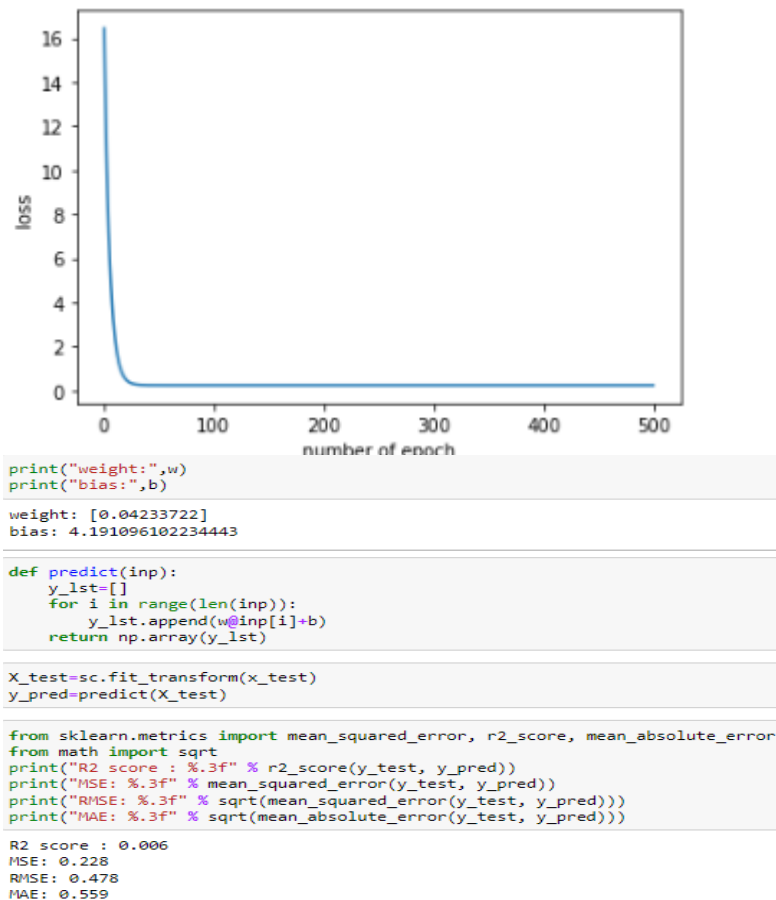 16
14
12
10
8
6
4
2
0
loss
0 100 200 300 400 500
number of epoch
print("weight:",w)
print("bias:",b)
weight: [0.04233722]
bias: 4.191096102234443
def predict(inp):
    y_lst=[]
    for i in range(len(inp)):
        y_lst.append(w@inp[i]+b)
    return np.array(y_lst)
X_test=sc.fit_transform(x_test)
y_pred=predict(X_test)
from sklearn.metrics import mean_squared_error, r2_score, mean_absolute_error
from math import sqrt
print("R2 score : %.3f" % r2_score(y_test, y_pred))
print("MSE: %.3f" % mean_squared_error(y_test, y_pred))
print("RMSE: %.3f" % sqrt(mean_squared_error(y_test, y_pred)))
print("MAE: %.3f" % sqrt(mean_absolute_error(y_test, y_pred)))
R2 score : 0.006
MSE: 0.228
RMSE: 0.478
MAE: 0.559